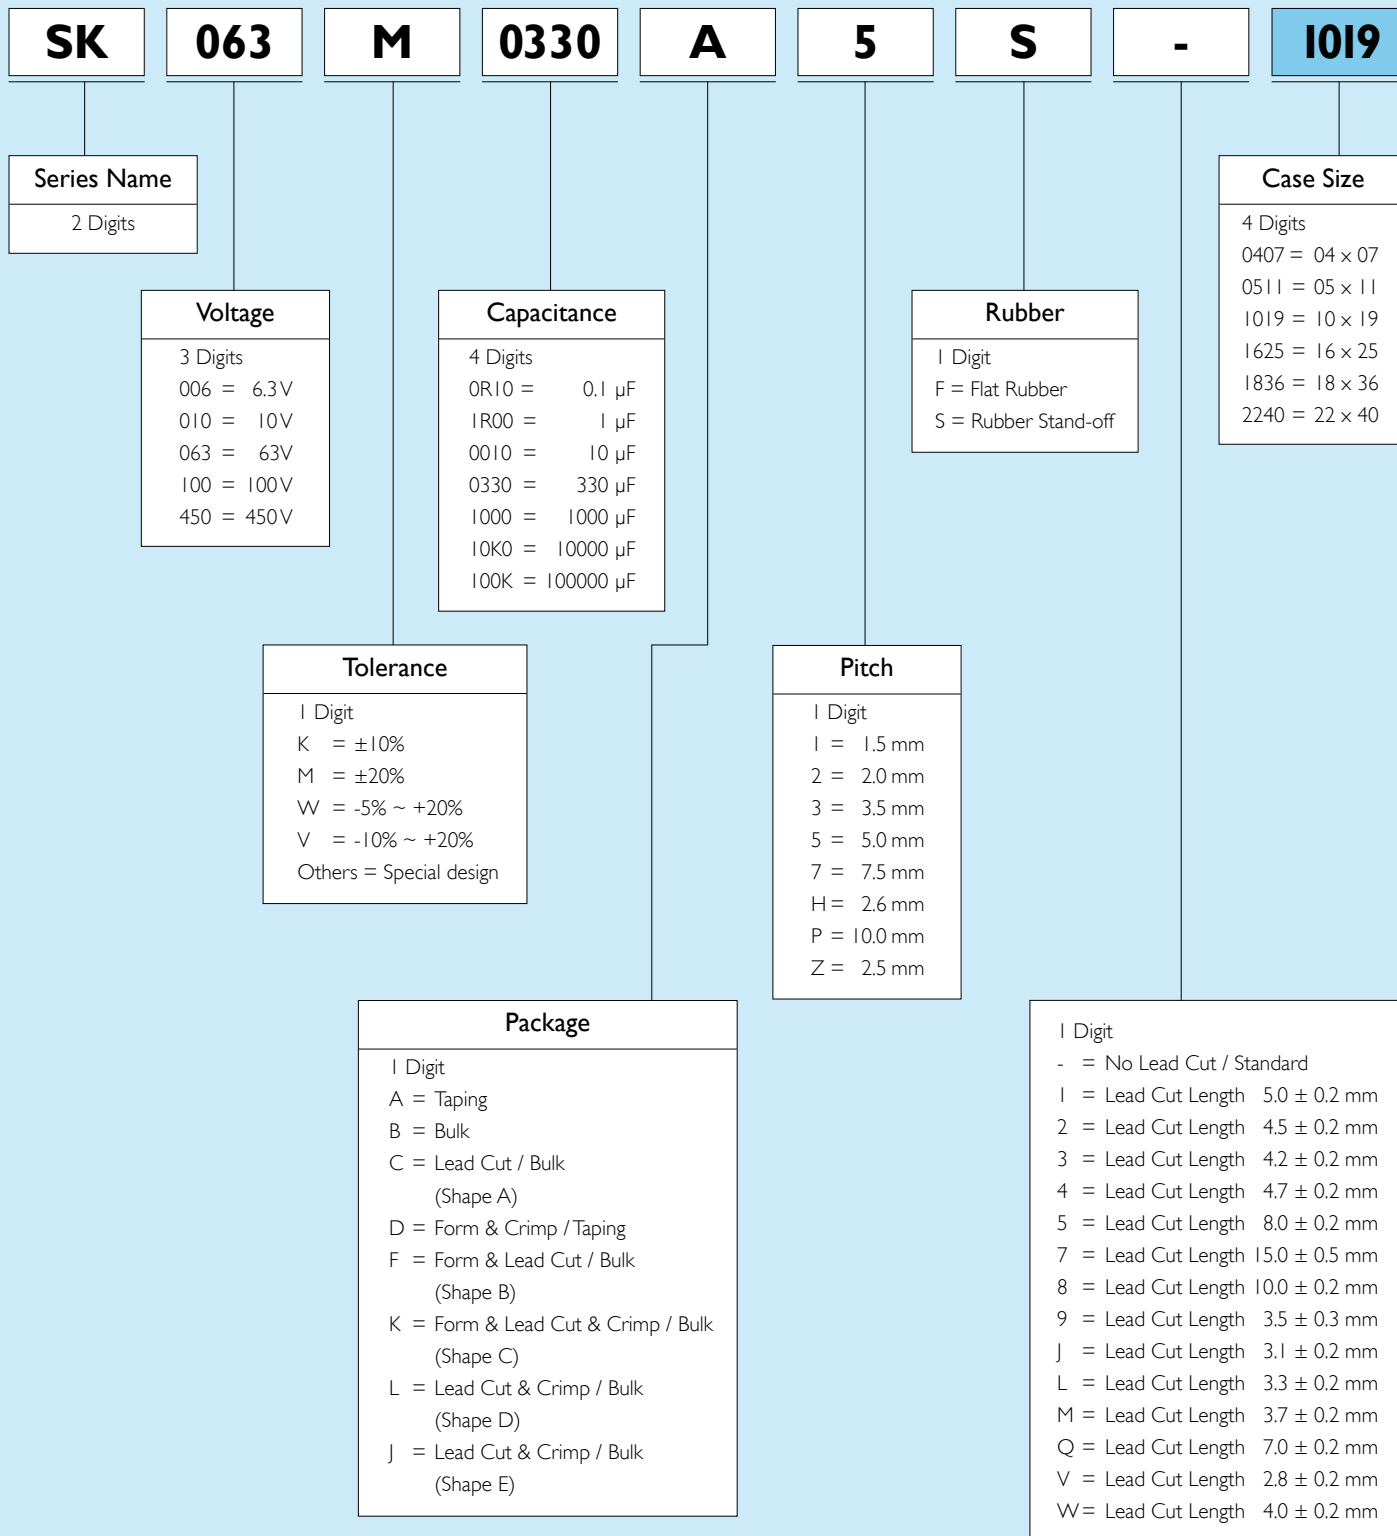 SK 063 M 0330 A 5 S - 1019
Series Name
2 Digits
Case Size
4 Digits
0407 = 04 x 07
0511 = 05 x 11
1019 = 10 x 19
1625 = 16 x 25
1836 = 18 x 36
2240 = 22 x 40
Voltage
3 Digits
006 = 6.3V
010 = 10V
063 = 63V
100 = 100V
450 = 450V
Capacitance
4 Digits
0R10 = 0.1 µF
1R00 = 1 µF
0010 = 10 µF
0330 = 330 µF
1000 = 1000 µF
10K0 = 10000 µF
100K = 100000 µF
Rubber
1 Digit
F = Flat Rubber
S = Rubber Stand-off
Tolerance
1 Digit
K = ±10%
M = ±20%
W = -5% ~ +20%
V = -10% ~ +20%
Others = Special design
Pitch
1 Digit
1 = 1.5 mm
2 = 2.0 mm
3 = 3.5 mm
5 = 5.0 mm
7 = 7.5 mm
H = 2.6 mm
P = 10.0 mm
Z = 2.5 mm
Package
1 Digit
A = Taping
B = Bulk
C = Lead Cut / Bulk
(Shape A)
D = Form & Crimp / Taping
F = Form & Lead Cut / Bulk
(Shape B)
K = Form & Lead Cut & Crimp / Bulk
(Shape C)
L = Lead Cut & Crimp / Bulk
(Shape D)
J = Lead Cut & Crimp / Bulk
(Shape E)
1 Digit
- = No Lead Cut / Standard
1 = Lead Cut Length 5.0 ± 0.2 mm
2 = Lead Cut Length 4.5 ± 0.2 mm
3 = Lead Cut Length 4.2 ± 0.2 mm
4 = Lead Cut Length 4.7 ± 0.2 mm
5 = Lead Cut Length 8.0 ± 0.2 mm
7 = Lead Cut Length 15.0 ± 0.5 mm
8 = Lead Cut Length 10.0 ± 0.2 mm
9 = Lead Cut Length 3.5 ± 0.3 mm
J = Lead Cut Length 3.1 ± 0.2 mm
L = Lead Cut Length 3.3 ± 0.2 mm
M = Lead Cut Length 3.7 ± 0.2 mm
Q = Lead Cut Length 7.0 ± 0.2 mm
V = Lead Cut Length 2.8 ± 0.2 mm
W = Lead Cut Length 4.0 ± 0.2 mm